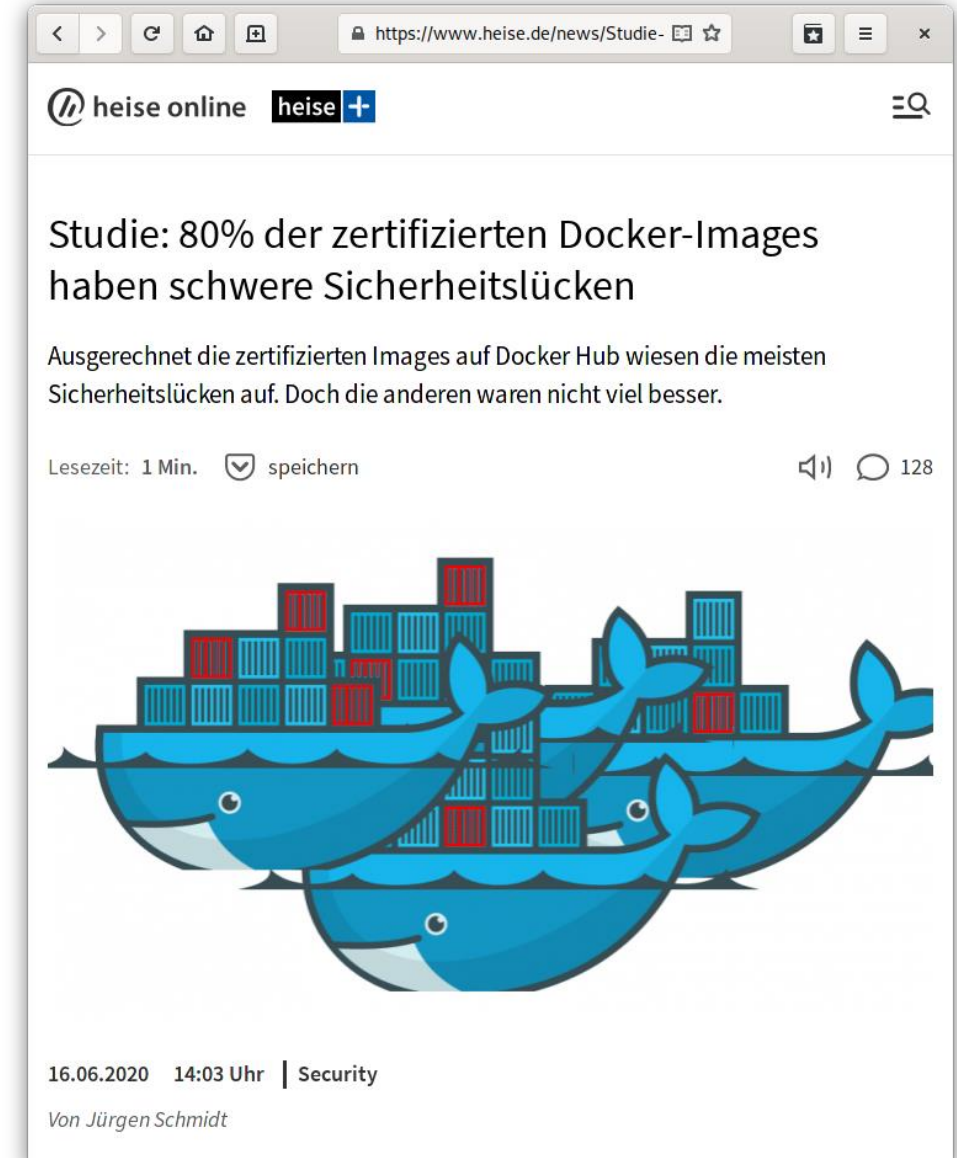 https://www.heise.de/news/Studie-
heise online heise +
Studie: 80% der zertifizierten Docker-Images
haben schwere Sicherheitslücken
Ausgerechnet die zertifizierten Images auf Docker Hub wiesen die meisten
Sicherheitslücken auf. Doch die anderen waren nicht viel besser.
Lesezeit: 1 Min. speichern 128
16.06.2020 14:03 Uhr | Security
Von Jürgen Schmidt